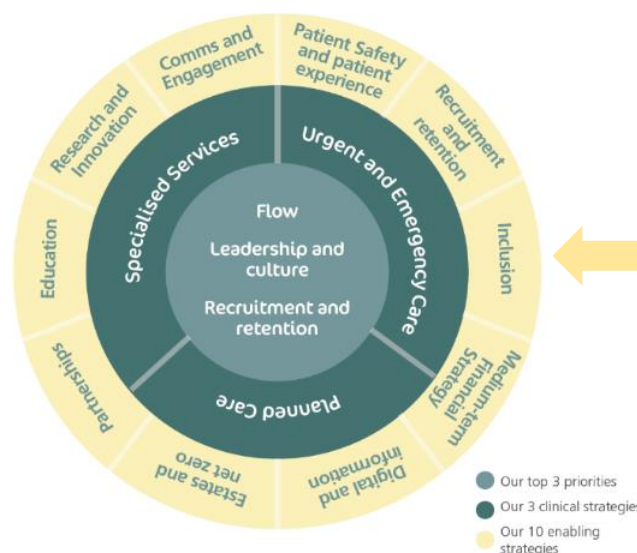 Patient Safety
and patient
experience
Recruitment
and
retention
Inclusion
Medium-term
Financial
Strategy
Digital and
information
Estates and
net zero
Partnerships
Education
Research and
Innovation
Comms and
Engagement
Specialised Services
Urgent and Emergency Care
Planned Care
Flow
Leadership and
culture
Recruitment and
retention
Our top 3 priorities
Our 3 clinical strategies
Our 10 enabling
strategies